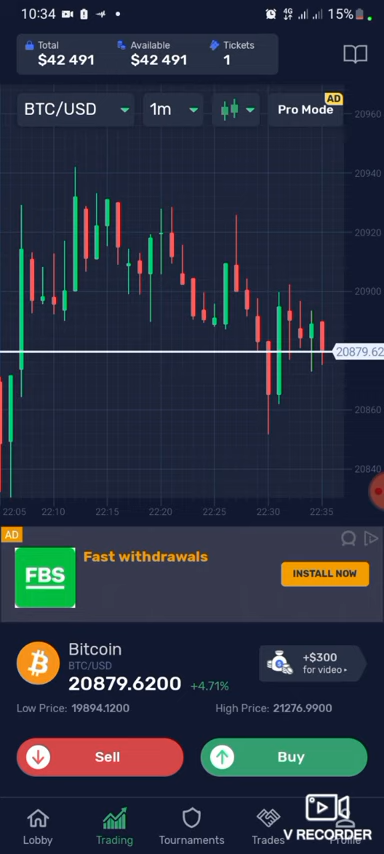 10:34
4G
15%
Total
$42 491
Available
$42 491
Tickets
1
BTC/USD
1m
Pro Mode
AD
20960
20940
20920
20900
20879.62
20860
20840
22:05 22:10 22:15 22:20 22:25 22:30 22:35
AD
FBS
Fast withdrawals
INSTALL NOW
Bitcoin
BTC/USD
20879.6200 +4.71%
+$300
for video
Low Price: 19894.1200
High Price: 21276.9900
Sell
Buy
Lobby
Trading
Tournaments
Trades
Profile
V RECORDER